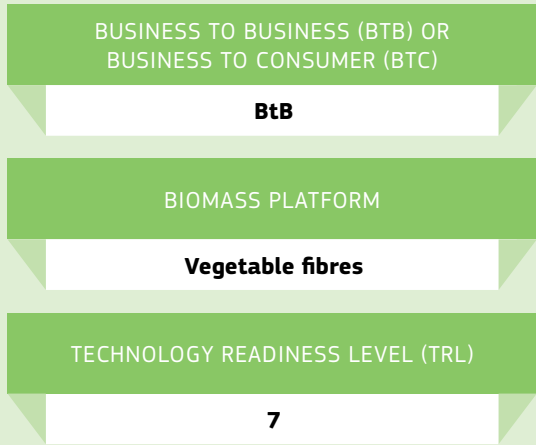 BUSINESS TO BUSINESS (BTB) OR
BUSINESS TO CONSUMER (BTC)
BtB
BIOMASS PLATFORM
Vegetable fibres
TECHNOLOGY READINESS LEVEL (TRL)
7